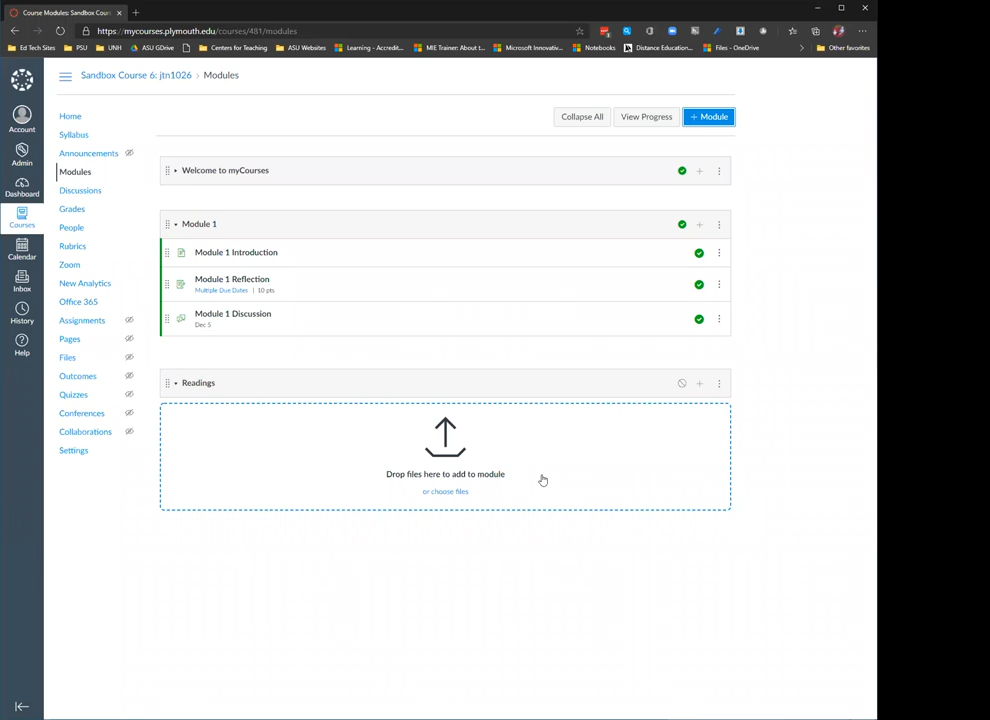 Course Modules: Sandbox Cours
https://mycourses.plymouth.edu/courses/481/modules
Ed Tech Sites
PSU
UNH
ASU GDrive
Centers for Teaching
ASU Websites
Learning - Accredit...
MIE Trainer: About t...
Microsoft Innovativ...
Notebooks
Distance Education...
Files - OneDrive
Other favorites
Sandbox Course 6: jtn1026 › Modules
Account
Admin
Dashboard
Courses
Calendar
Inbox
History
Help
Home
Syllabus
Announcements
Modules
Discussions
Grades
People
Rubrics
Zoom
New Analytics
Office 365
Assignments
Pages
Files
Outcomes
Quizzes
Conferences
Collaborations
Settings
Collapse All
View Progress
+ Module
Welcome to myCourses
Module 1
Module 1 Introduction
Module 1 Reflection
Multiple Due Dates | 10 pts
Module 1 Discussion
Dec 5
Readings
Drop files here to add to module
or choose files